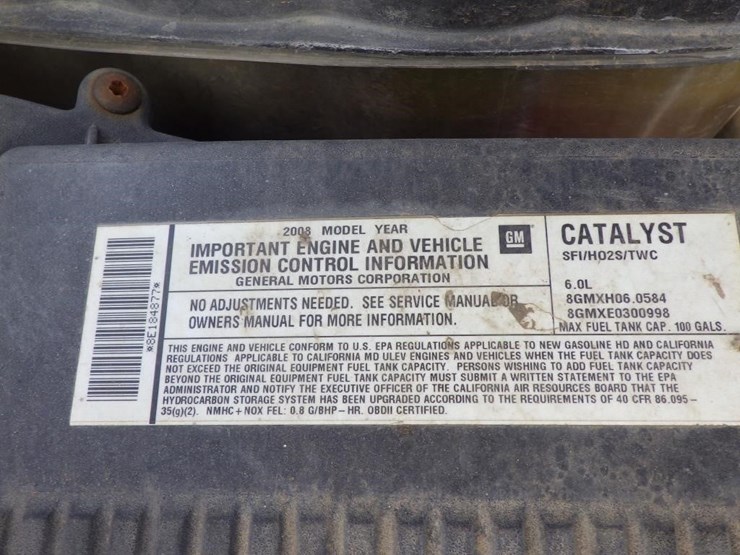 *8E184877*
2008 MODEL YEAR
IMPORTANT ENGINE AND VEHICLE
EMISSION CONTROL INFORMATION
GENERAL MOTORS CORPORATION
GM
NO ADJUSTMENTS NEEDED. SEE SERVICE MANUAL OR
OWNERS MANUAL FOR MORE INFORMATION.
CATALYST
SFI/HO2S/TWC
6.0L
8GMXH06.0584
8GMXE0300998
MAX FUEL TANK CAP. 100 GALS.
THIS ENGINE AND VEHICLE CONFORM TO U.S. EPA REGULATIONS APPLICABLE TO NEW GASOLINE HD AND CALIFORNIA
REGULATIONS APPLICABLE TO CALIFORNIA MD ULEV ENGINES AND VEHICLES WHEN THE FUEL TANK CAPACITY DOES
NOT EXCEED THE ORIGINAL EQUIPMENT FUEL TANK CAPACITY. PERSONS WISHING TO ADD FUEL TANK CAPACITY
BEYOND THE ORIGINAL EQUIPMENT FUEL TANK CAPACITY MUST SUBMIT A WRITTEN STATEMENT TO THE EPA
ADMINISTRATOR AND NOTIFY THE EXECUTIVE OFFICER OF THE CALIFORNIA AIR RESOURCES BOARD THAT THE
HYDROCARBON STORAGE SYSTEM HAS BEEN UPGRADED ACCORDING TO THE REQUIREMENTS OF 40 CFR 86.095-
35(g)(2). NMHC+NOX FEL: 0.8 G/BHP-HR. OBDII CERTIFIED.